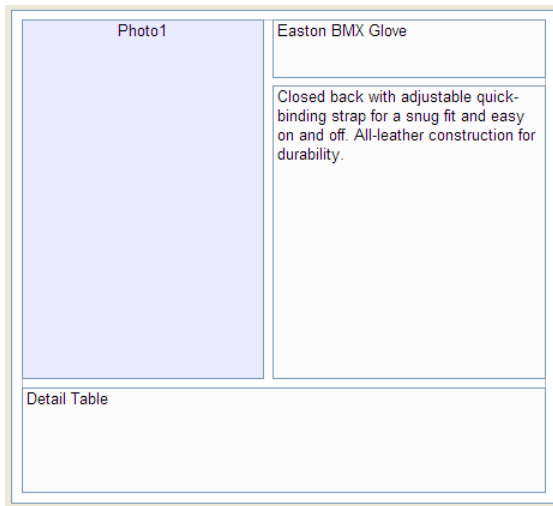 Photo1
Easton BMX Glove
Closed back with adjustable quick-
binding strap for a snug fit and easy
on and off. All-leather construction for
durability.
Detail Table